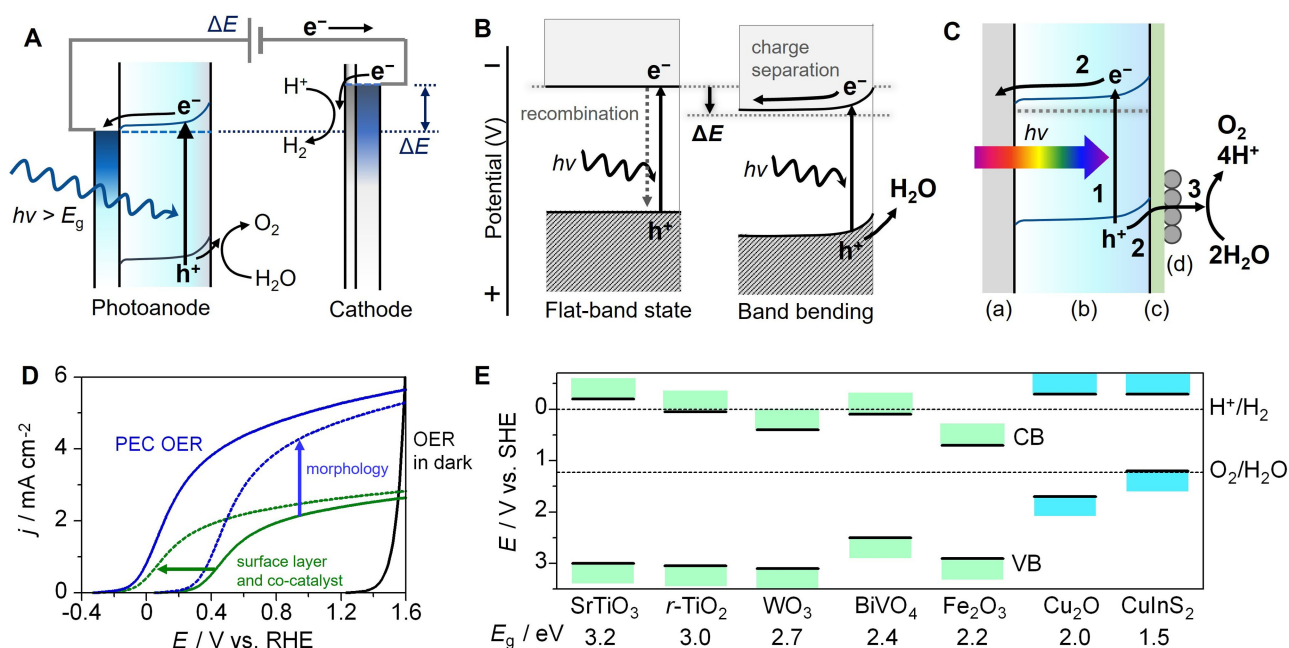 A
ΔE
e⁻
e⁻
H⁺
H₂
e⁻
ΔE
hν > Eg
h⁺
O₂
H₂O
Photoanode
Cathode
B
Potential (V)
−
+
charge
separation
e⁻
e⁻
recombination
ΔE
hν
hν
H₂O
h⁺
h⁺
Flat-band state
Band bending
C
2
e⁻
hν
1
h⁺
2
3
O₂
4H⁺
2H₂O
(d)
(a)
(b)
(c)
D
j / mA cm⁻²
6
4
2
0
PEC OER
morphology
OER
in dark
surface layer
and co-catalyst
-0.4
0
0.4
0.8
1.2
1.6
E / V vs. RHE
E
E / V vs. SHE
0
1
2
3
H⁺/H₂
CB
O₂/H₂O
VB
SrTiO₃ r-TiO₂ WO₃ BiVO₄ Fe₂O₃ Cu₂O CuInS₂
Eg / eV 3.2 3.0 2.7 2.4 2.2 2.0 1.5